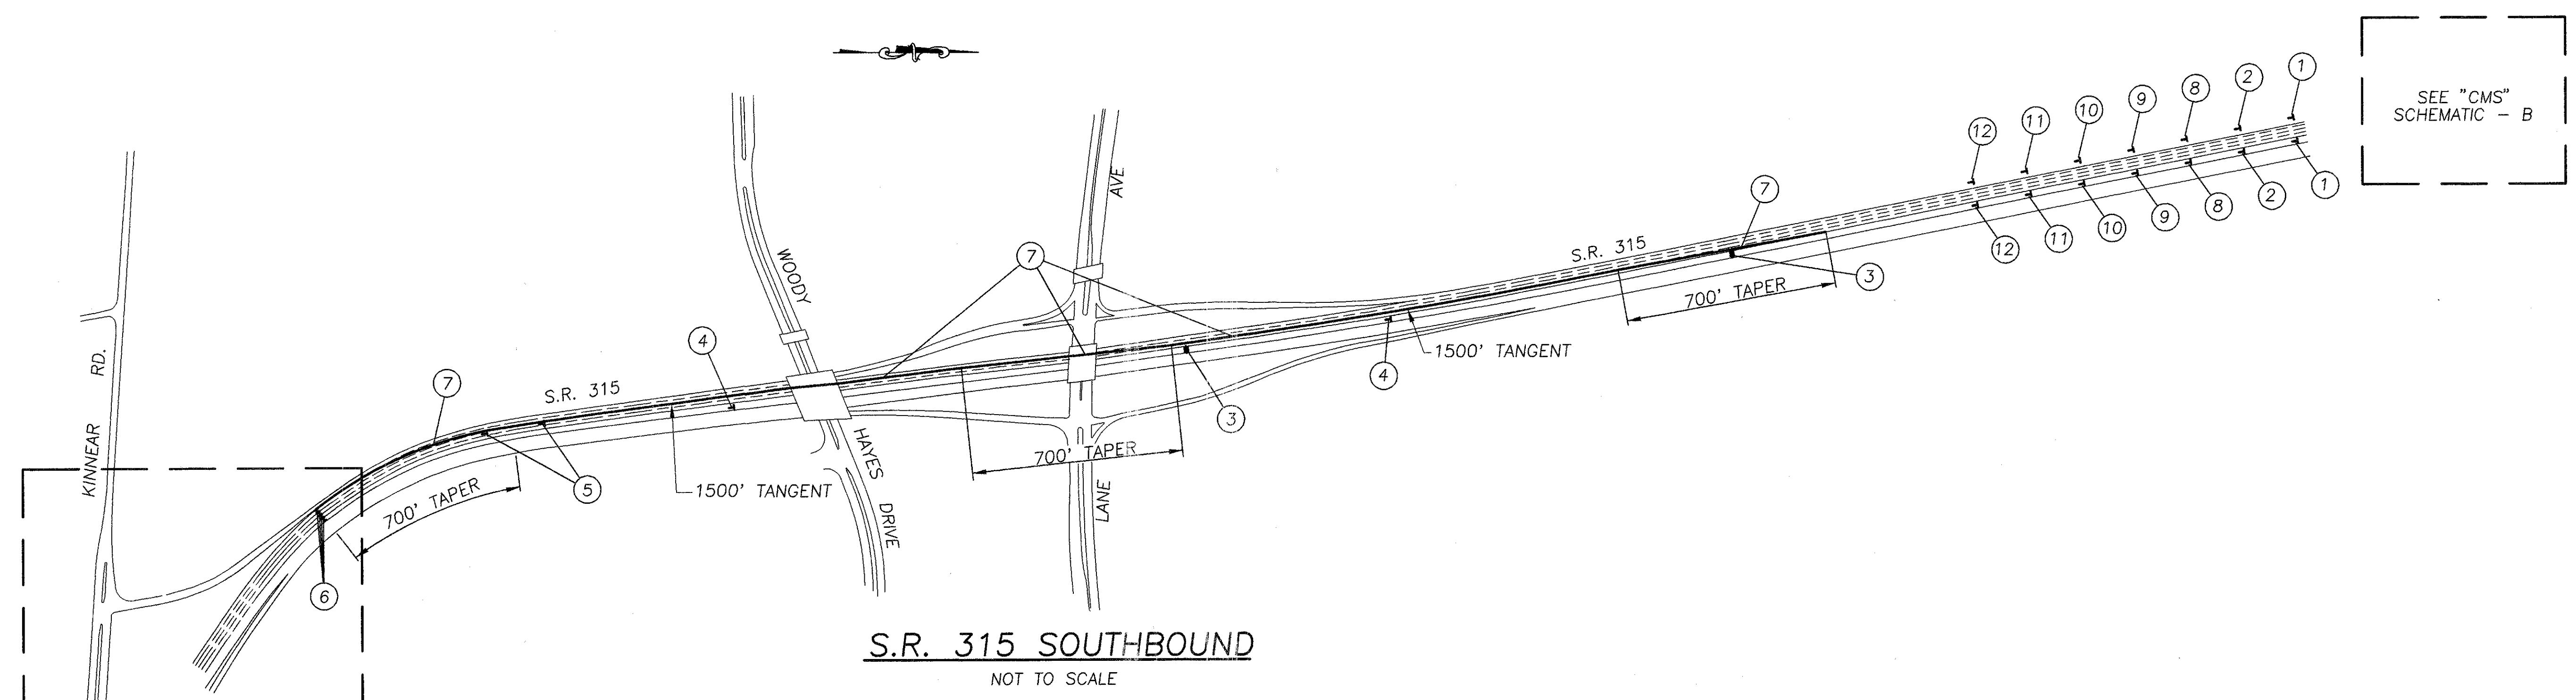 SEE "CMS"
SCHEMATIC - B
1
2
8
9
10
11
12
1
2
8
9
10
11
12
7
3
S.R. 315
700' TAPER
AVE
WOODY
7
4
1500' TANGENT
4
3
7
S.R. 315
KINNEAR RD.
HAYES DRIVE
700' TAPER
LANE
5
1500' TANGENT
700' TAPER
6
S.R. 315 SOUTHBOUND
NOT TO SCALE